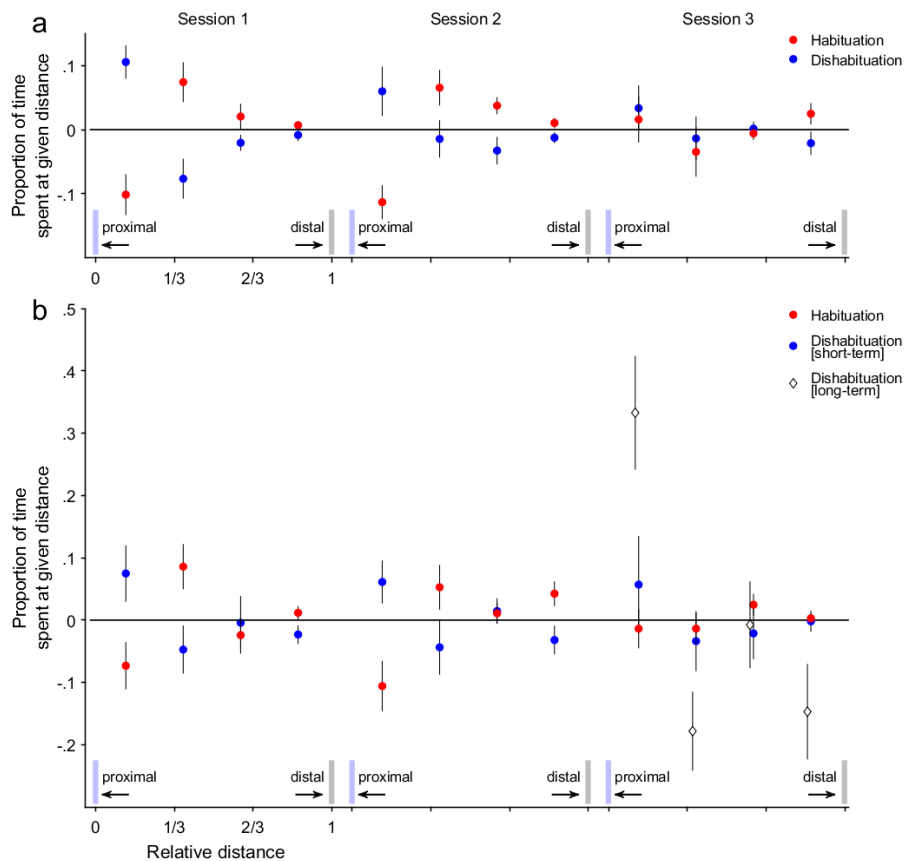 a
Session 1
Session 2
Session 3
Proportion of time
spent at given distance
.1
0
.1
Habituation
Dishabituation
proximal
distal
proximal
distal
proximal
distal
0
1/3
2/3
1
b
Proportion of time
spent at given distance
.5
.4
.3
.2
.1
0
-.1
-.2
Habituation
Dishabituation
[short-term]
Dishabituation
[long-term]
proximal
distal
proximal
distal
proximal
distal
0
1/3
2/3
1
Relative distance